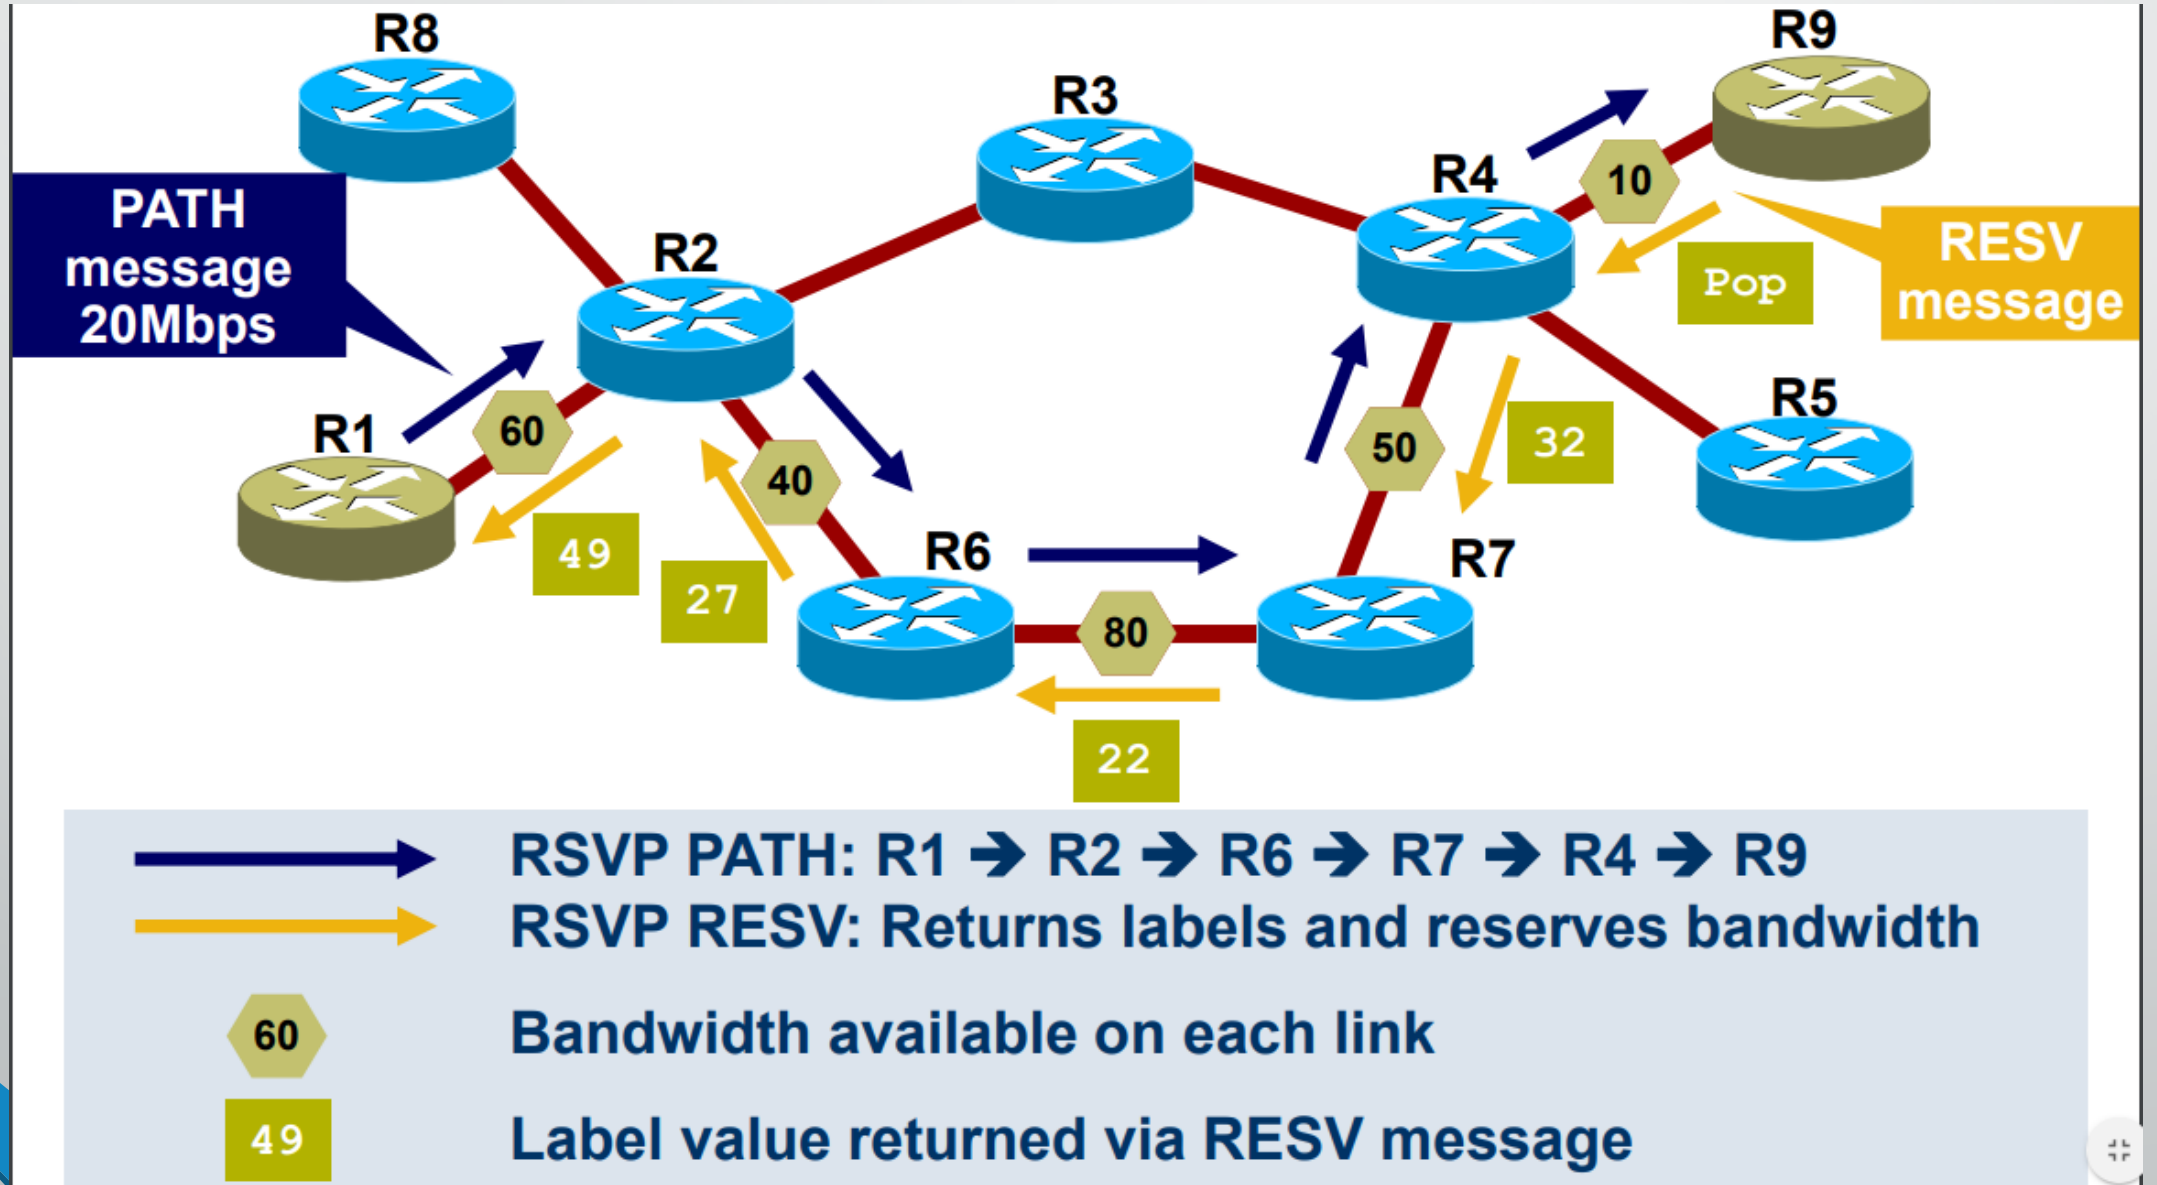 R8
R9
R3
R4
10
PATH
message
20Mbps
RESV
message
R2
Pop
R1
60
R5
50
32
40
49
R6
R7
27
80
22
RSVP PATH: R1 ➔ R2 ➔ R6 ➔ R7 ➔ R4 ➔ R9
RSVP RESV: Returns labels and reserves bandwidth
60 Bandwidth available on each link
49 Label value returned via RESV message